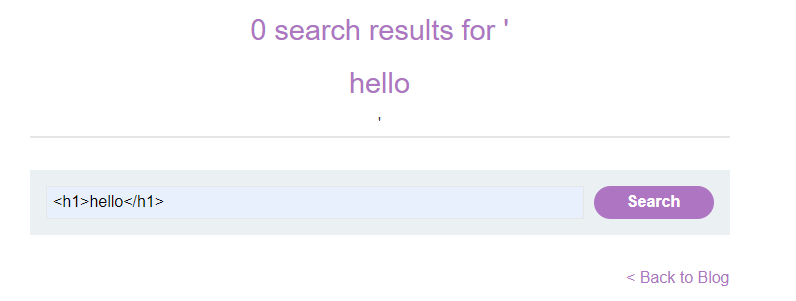 0 search results for '
hello
'
<h1>hello</h1>
Search
< Back to Blog